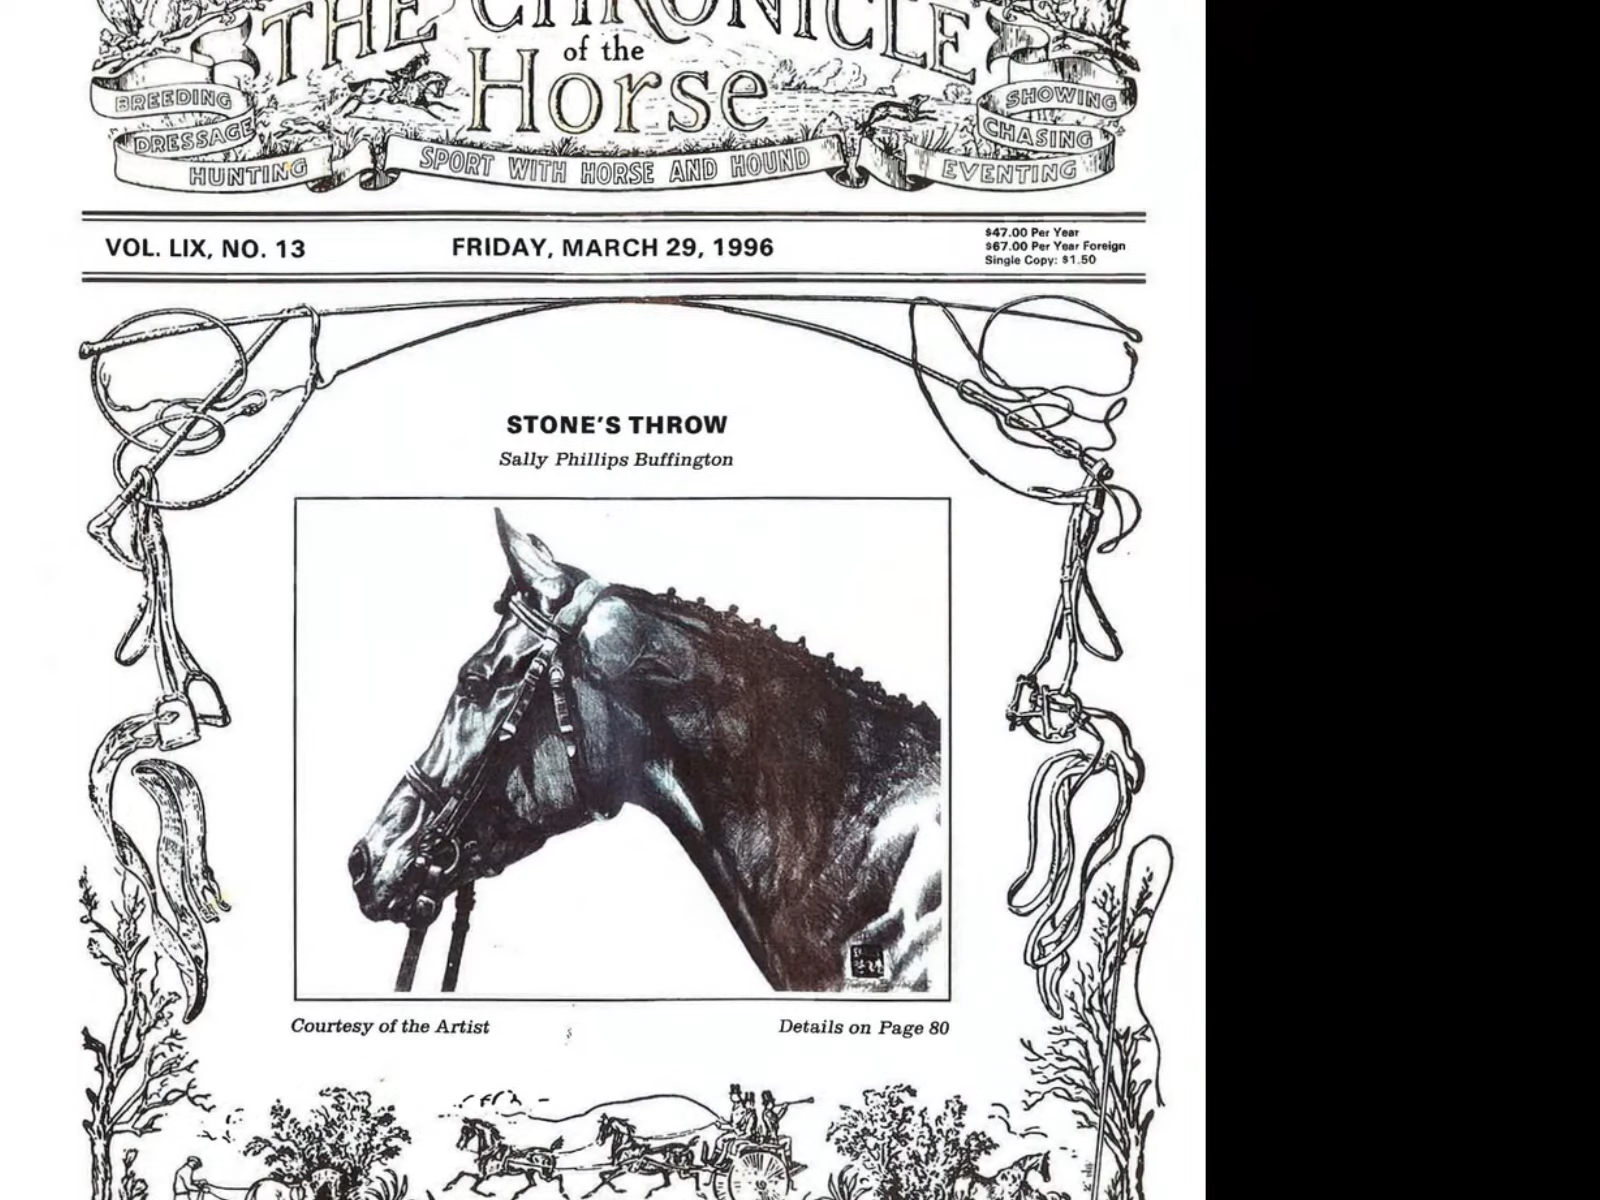 THE CHRONICLE
of the
Horse
BREEDING
DRESSAGE
HUNTING
SPORT WITH HORSE AND HOUND
SHOWING
CHASING
EVENTING
VOL. LIX, NO. 13
FRIDAY, MARCH 29, 1996
$47.00 Per Year
$67.00 Per Year Foreign
Single Copy: $1.50
STONE'S THROW
Sally Phillips Buffington
Courtesy of the Artist
Details on Page 80